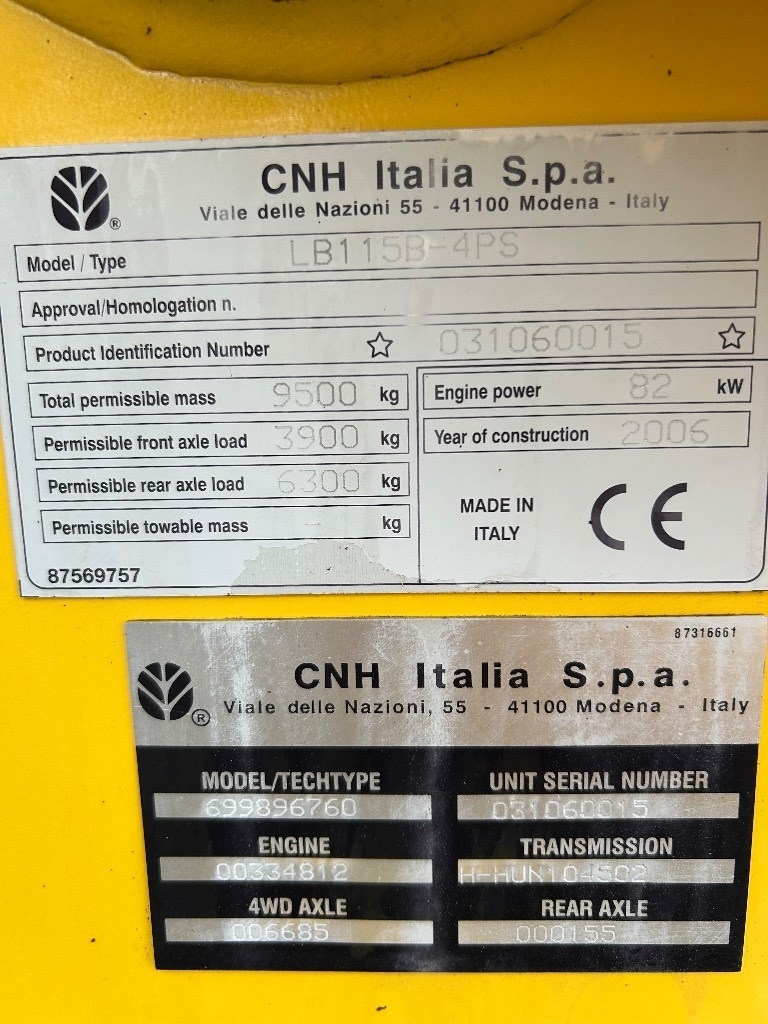 CNH Italia S.p.a.
®
Viale delle Nazioni 55 - 41100 Modena - Italy
Model / Type LB115B-4PS
Approval/Homologation n.
Product Identification Number ☆ 031060015 ☆
Total permissible mass 9500 kg
Engine power 82 kW
Permissible front axle load 3900 kg
Year of construction 2006
Permissible rear axle load 6300 kg
Permissible towable mass - kg
MADE IN
ITALY
CE
87569757
87316661
CNH Italia S.p.a.
®
Viale delle Nazioni, 55 - 41100 Modena - Italy
MODEL/TECHTYPE UNIT SERIAL NUMBER
699896760 031060015
ENGINE TRANSMISSION
00334812 H-HUN104502
4WD AXLE REAR AXLE
006685 000155